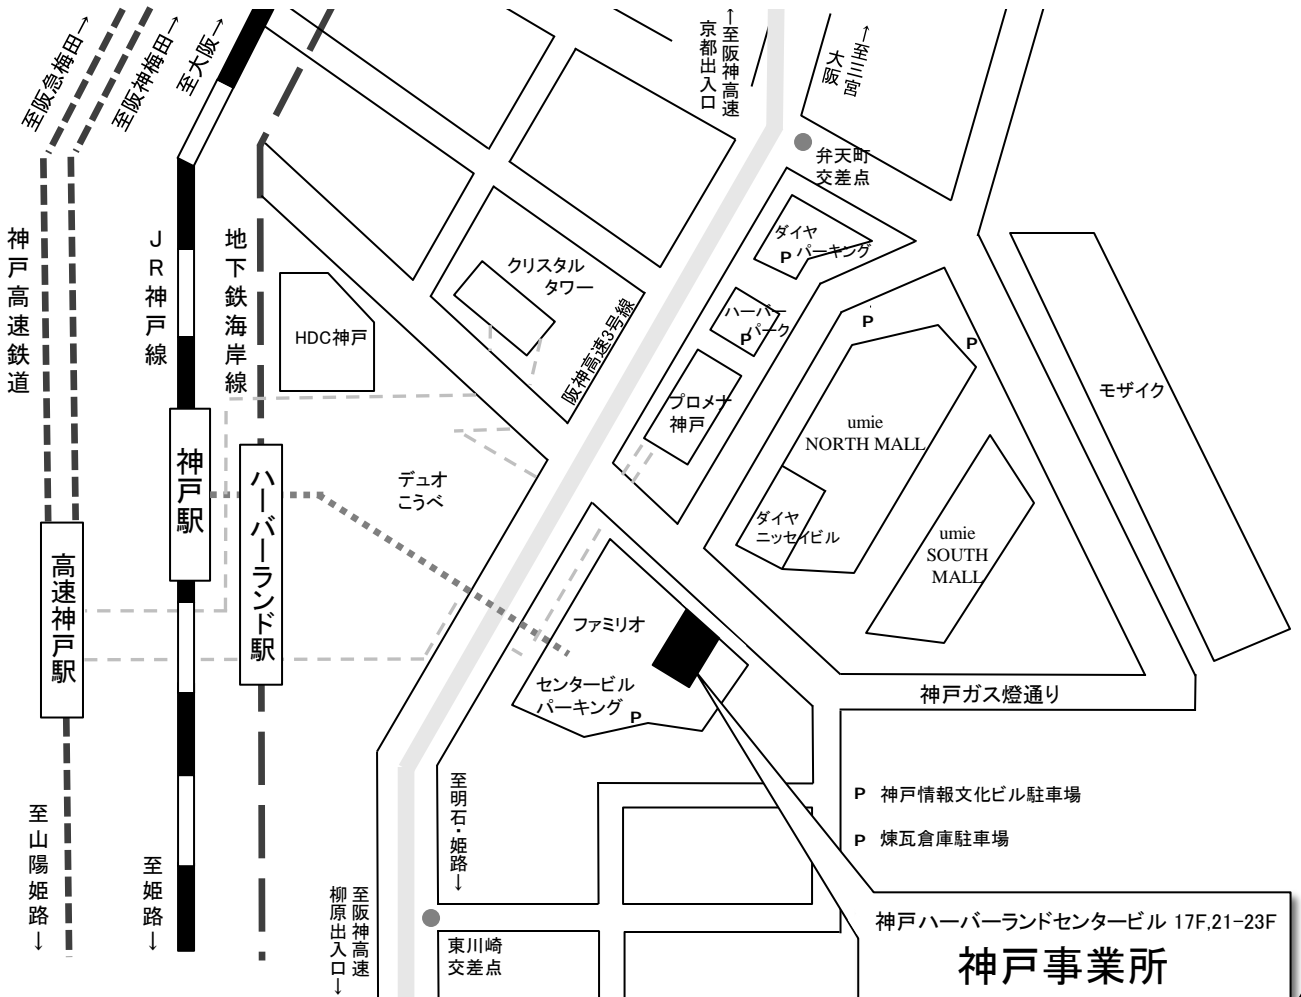 至阪急梅田→
至阪神梅田→
至大阪→
↑至阪神高速
京都出入口
↑至三宮
大阪
弁天町
交差点
神戸高速鉄道
JR神戸線
地下鉄海岸線
クリスタル
タワー
HDC神戸
阪神高速3号線
ダイヤ
P パーキング
ハーバー
パーク
P
プロメナ
神戸
P
P
umie
NORTH MALL
モザイク
ダイヤ
ニッセイビル
umie
SOUTH
MALL
神戸駅
ハーバーランド駅
高速神戸駅
デュオ
こうべ
ファミリオ
センタービル
パーキング P
神戸ガス燈通り
P 神戸情報文化ビル駐車場
P 煉瓦倉庫駐車場
至山陽姫路→
至姫路→
至阪神高速
柳原出入口→
至明石・姫路→
東川崎
交差点
神戸ハーバーランドセンタービル 17F,21-23F
神戸事業所